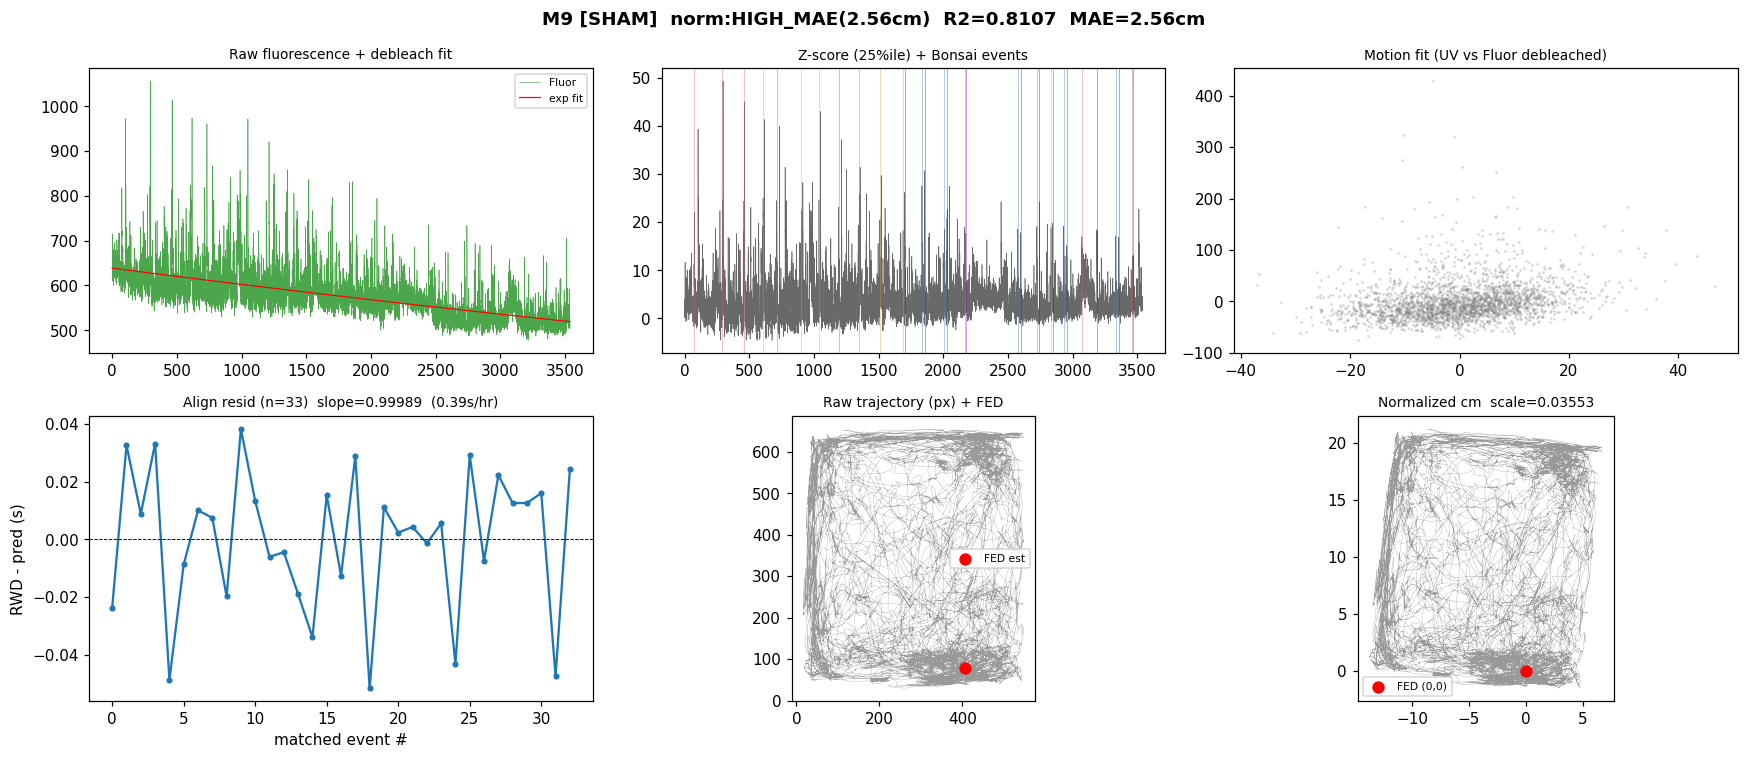 M9 [SHAM]  norm:HIGH_MAE(2.56cm)  R2=0.8107  MAE=2.56cm
Raw fluorescence + debleach fit
Fluor
exp fit
1000
900
800
700
600
500
0 500 1000 1500 2000 2500 3000 3500
Z-score (25%ile) + Bonsai events
50
40
30
20
10
0
0 500 1000 1500 2000 2500 3000 3500
Motion fit (UV vs Fluor debleached)
400
300
200
100
0
−100
−40 −20 0 20 40
Align resid (n=33)  slope=0.99989  (0.39s/hr)
RWD - pred (s)
0.04
0.02
0.00
−0.02
−0.04
0 5 10 15 20 25 30
matched event #
Raw trajectory (px) + FED
600
500
400
300
200
100
0
FED est
0 200 400
Normalized cm  scale=0.03553
20
15
10
5
0
FED (0,0)
−10 −5 0 5